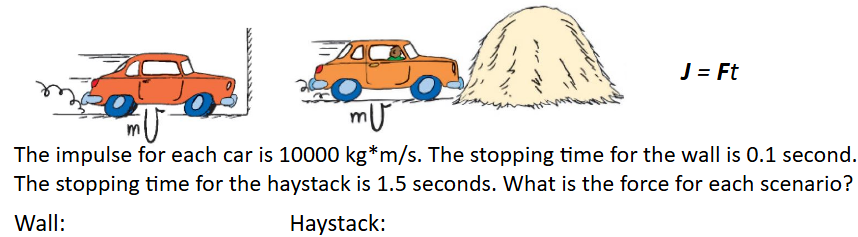 J = Ft
mU
mU
The impulse for each car is 10000 kg*m/s. The stopping time for the wall is 0.1 second.
The stopping time for the haystack is 1.5 seconds. What is the force for each scenario?
Wall: Haystack: